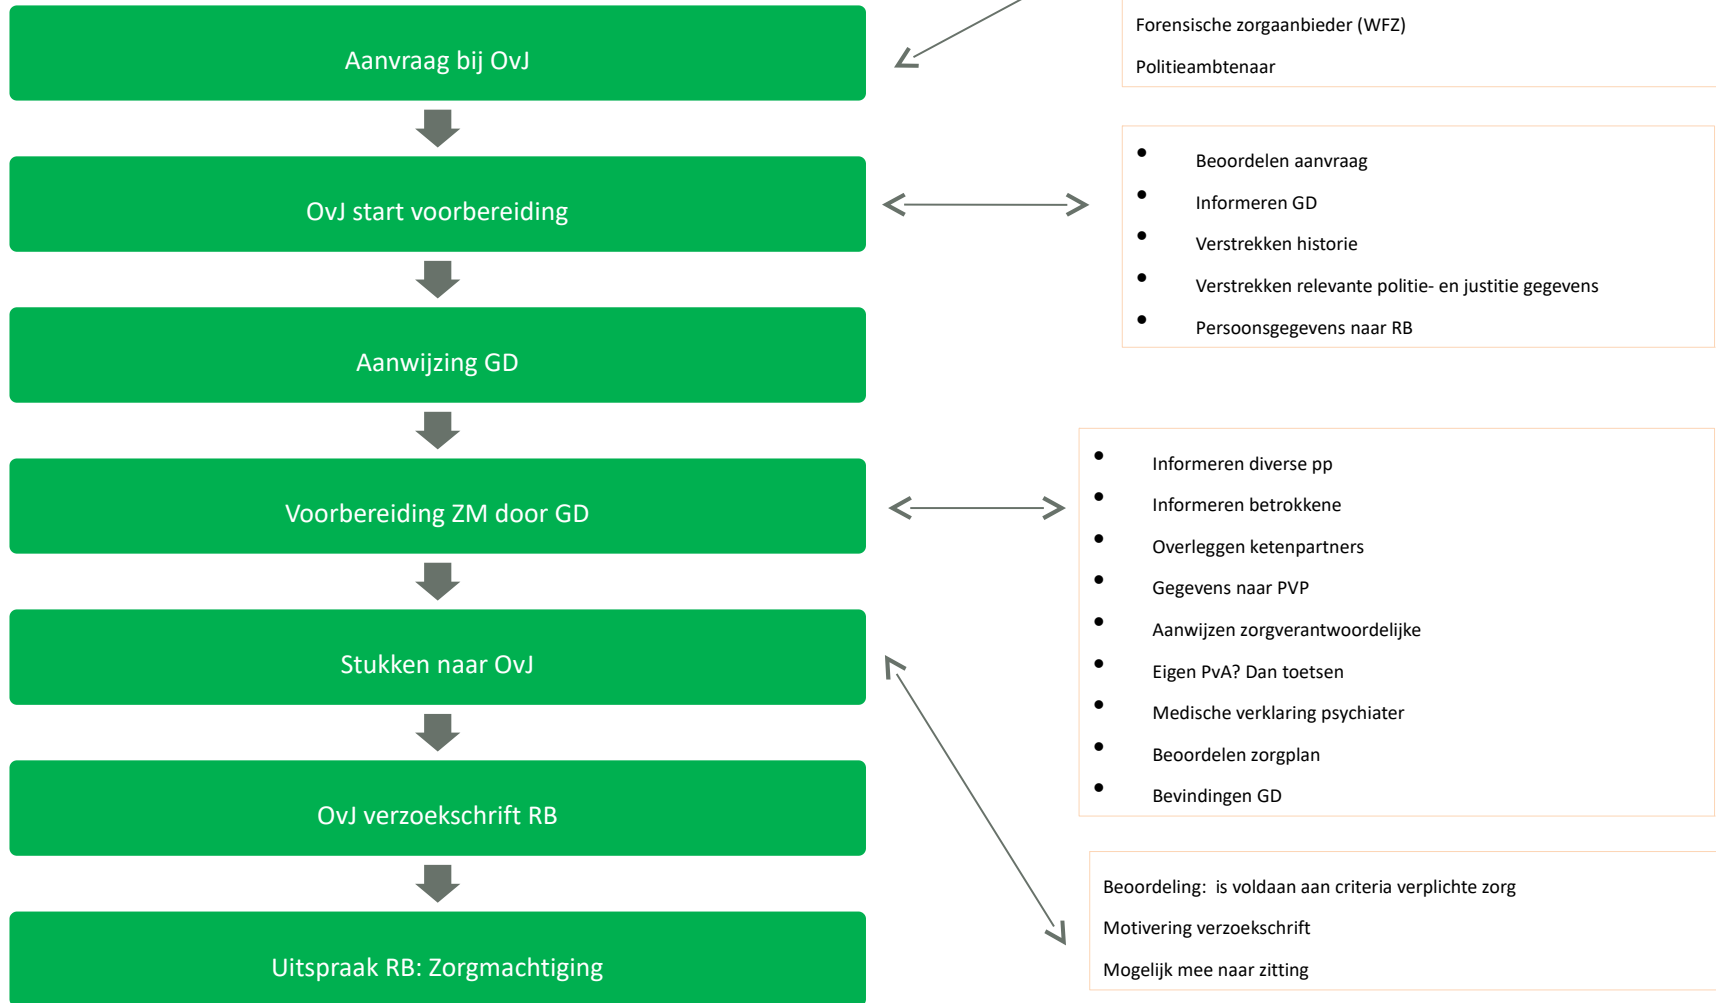 Aanvraag bij OvJ
Forensische zorgaanbieder (WFZ)
Politieambtenaar
OvJ start voorbereiding
• Beoordelen aanvraag
• Informeren GD
• Verstrekken historie
• Verstrekken relevante politie- en justitie gegevens
• Persoonsgegevens naar RB
Aanwijzing GD
Voorbereiding ZM door GD
• Informeren diverse pp
• Informeren betrokkene
• Overleggen ketenpartners
• Gegevens naar PVP
• Aanwijzen zorgverantwoordelijke
• Eigen PvA? Dan toetsen
• Medische verklaring psychiater
• Beoordelen zorgplan
• Bevindingen GD
Stukken naar OvJ
Beoordeling: is voldaan aan criteria verplichte zorg
Motivering verzoekschrift
Mogelijk mee naar zitting
OvJ verzoekschrift RB
Uitspraak RB: Zorgmachtiging